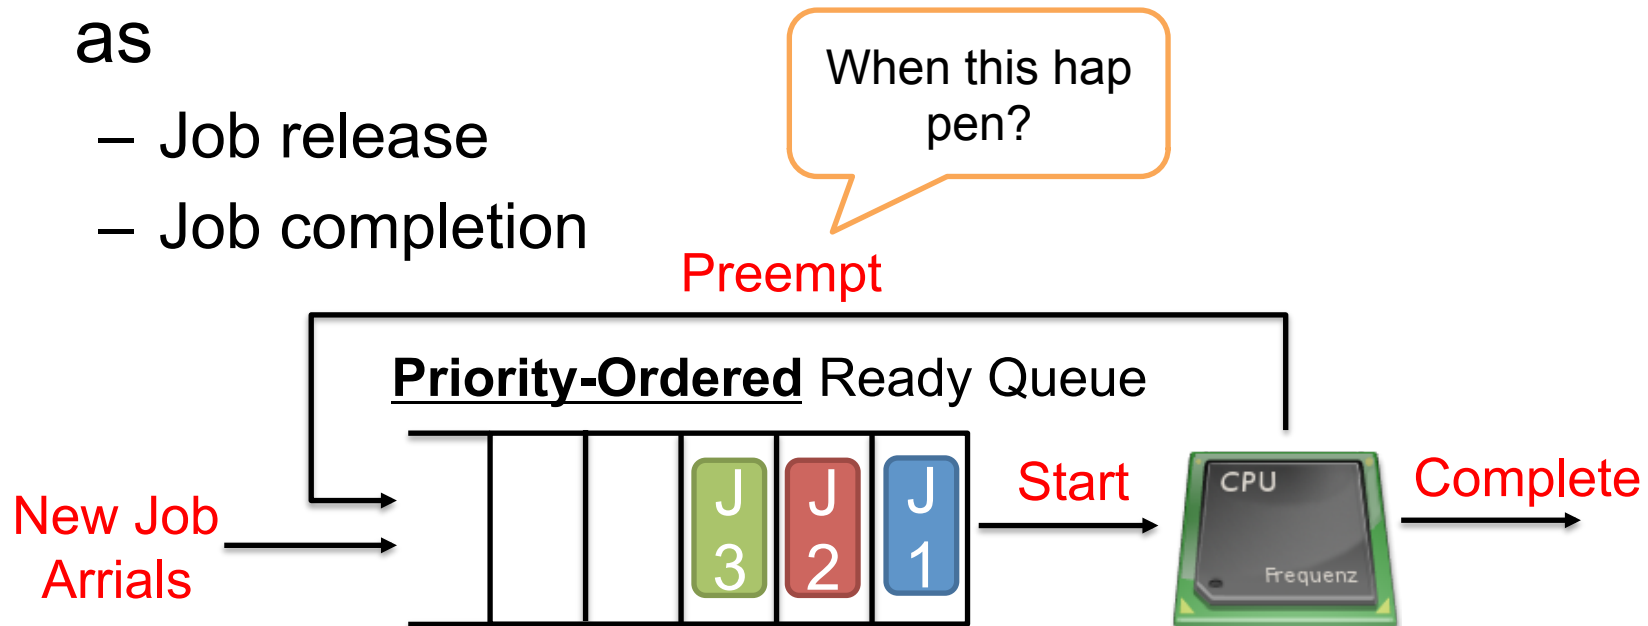 as
– Job release
– Job completion
When this hap
pen?
Preempt
Priority-Ordered Ready Queue
New Job
Arrials
J
3
J
2
J
1
Start
CPU
Frequenz
Complete